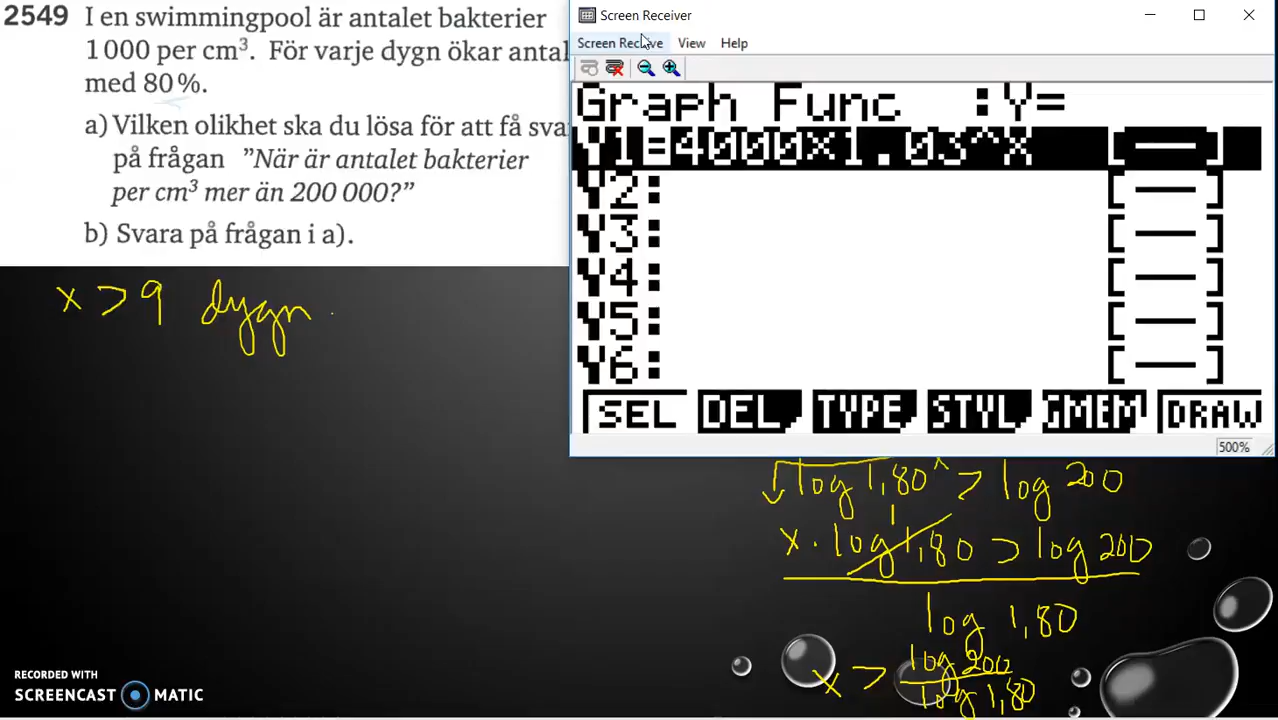 2549 I en swimmingpool är antalet bakterier
1 000 per cm³. För varje dygn ökar antal
med 80 %.
a) Vilken olikhet ska du lösa för att få sva
på frågan "När är antalet bakterier
per cm³ mer än 200 000?"
b) Svara på frågan i a).
x > 9 dygn
Screen Receiver
Screen Receive View Help
Graph Func :Y=
Y1=4000×1.03^x [—]
Y2: [—]
Y3: [—]
Y4: [—]
Y5: [—]
Y6: [—]
SEL DEL TYPE STYL GMEM DRAW
500%
log 1,80^x > log 200
x · log 1,80 > log 200
log 1,80
x > log 200
log 1,80
RECORDED WITH
SCREENCAST MATIC